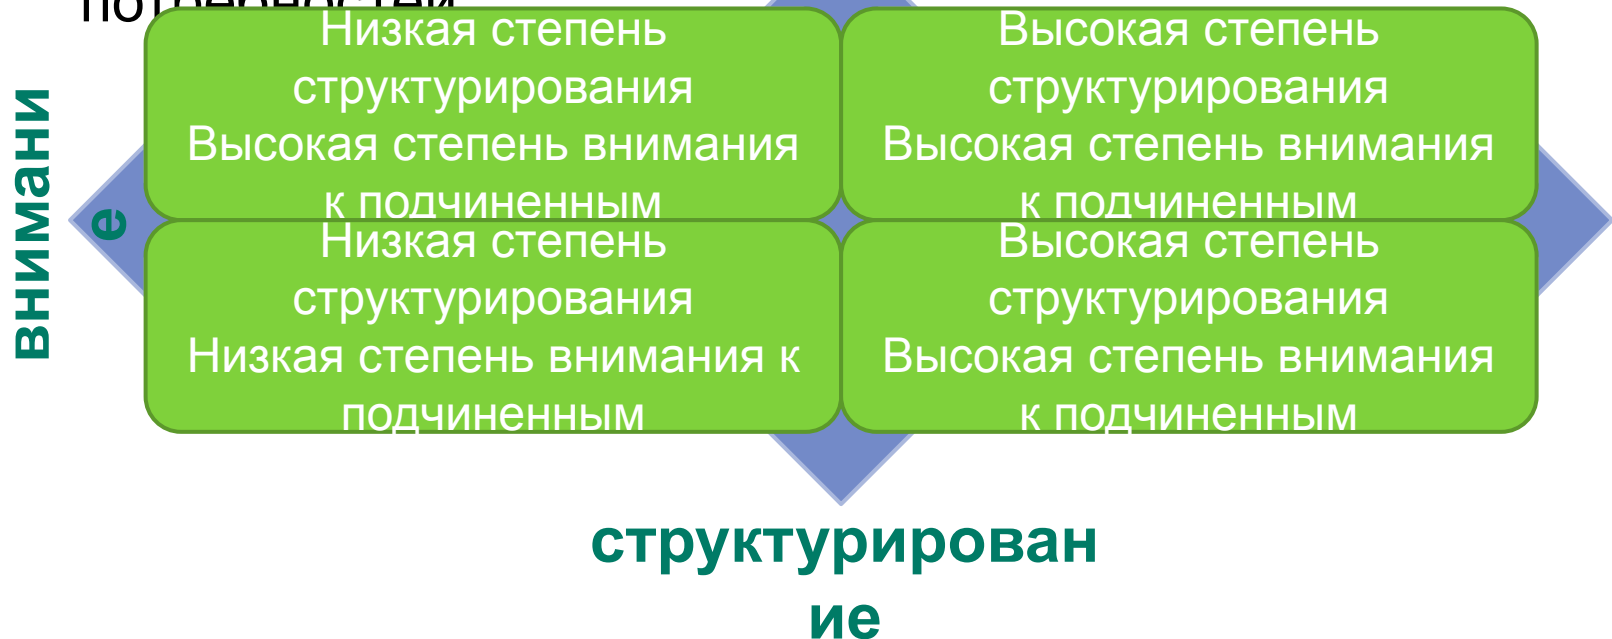 потребностей
Низкая степень
структурирования
Высокая степень внимания
к подчиненным
Высокая степень
структурирования
Высокая степень внимания
к подчиненным
Низкая степень
структурирования
Низкая степень внимания к
подчиненным
Высокая степень
структурирования
Высокая степень внимания
к подчиненным
внимани
е
структурирован
ие